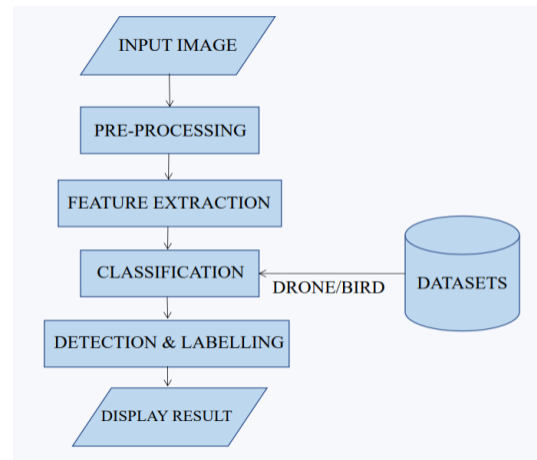 INPUT IMAGE
PRE-PROCESSING
FEATURE EXTRACTION
CLASSIFICATION
DRONE/BIRD
DATASETS
DETECTION & LABELLING
DISPLAY RESULT